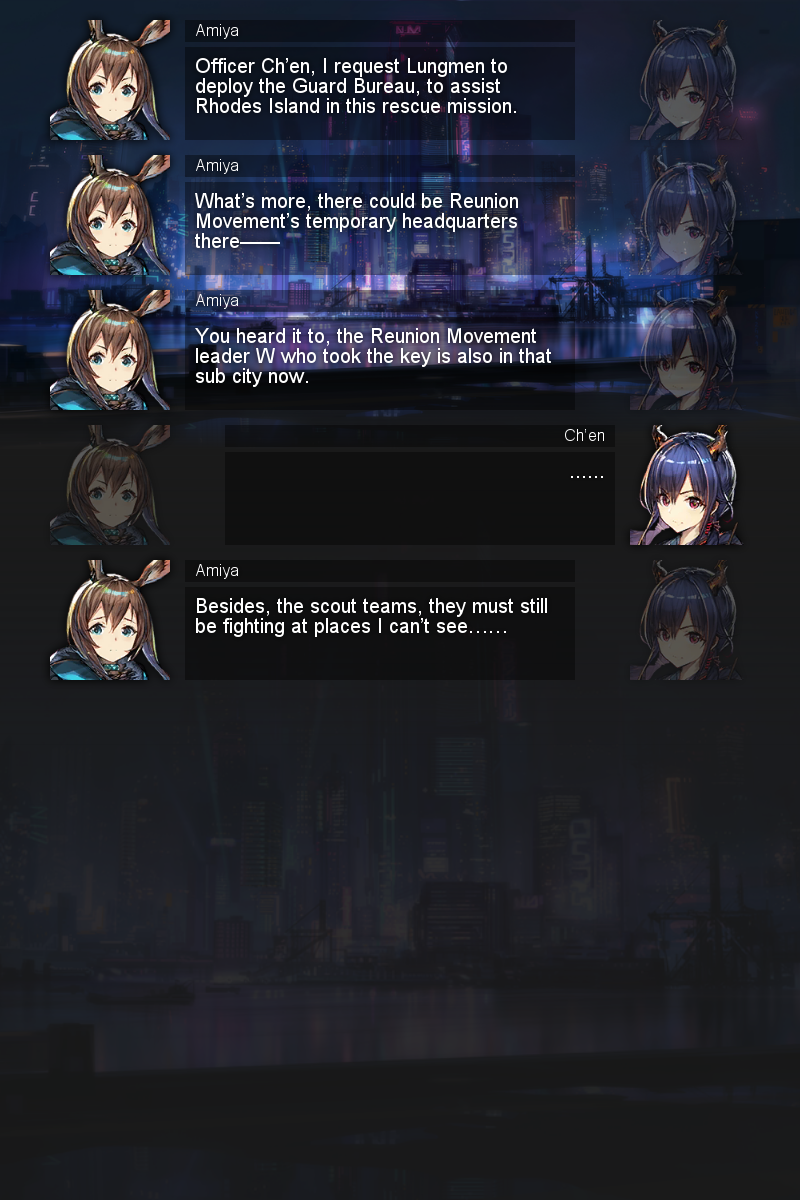 Amiya
Officer Ch'en, I request Lungmen to
deploy the Guard Bureau, to assist
Rhodes Island in this rescue mission.
Amiya
What's more, there could be Reunion
Movement's temporary headquarters
there——
Amiya
You heard it to, the Reunion Movement
leader W who took the key is also in that
sub city now.
Ch'en
……
Amiya
Besides, the scout teams, they must still
be fighting at places I can't see……